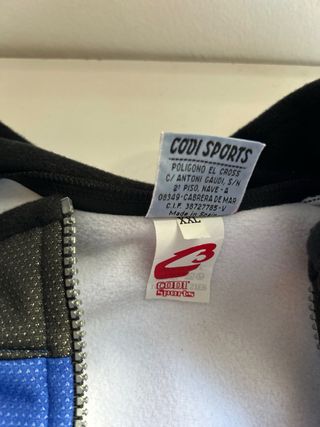 CODI SPORTS
POLIGONO EL CROSS
C/ ANTONI GAUDI, S/N
2º PISO, NAVE-A
08349-CABRERA DE MAR
C.I.F. 38727785-V
Made in Spain
XXL
CODI
sports